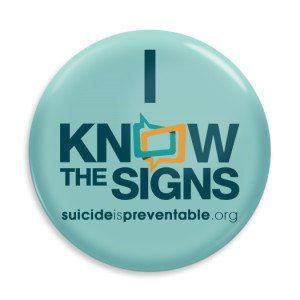 I
KNOW
THE SIGNS
suicideispreventable.org